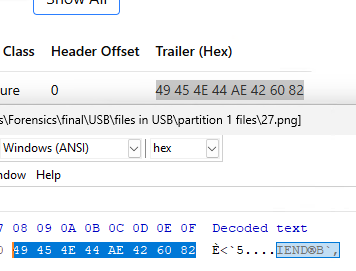 Show All
Class Header Offset Trailer (Hex)
ure 0 49 45 4E 44 AE 42 60 82
s\Forensics\final\USB\files in USB\partition 1 files\27.png]
Windows (ANSI) hex
ndow Help
7 08 09 0A 0B 0C 0D 0E 0F Decoded text
0 49 45 4E 44 AE 42 60 82 È<`5....IEND®B`‚